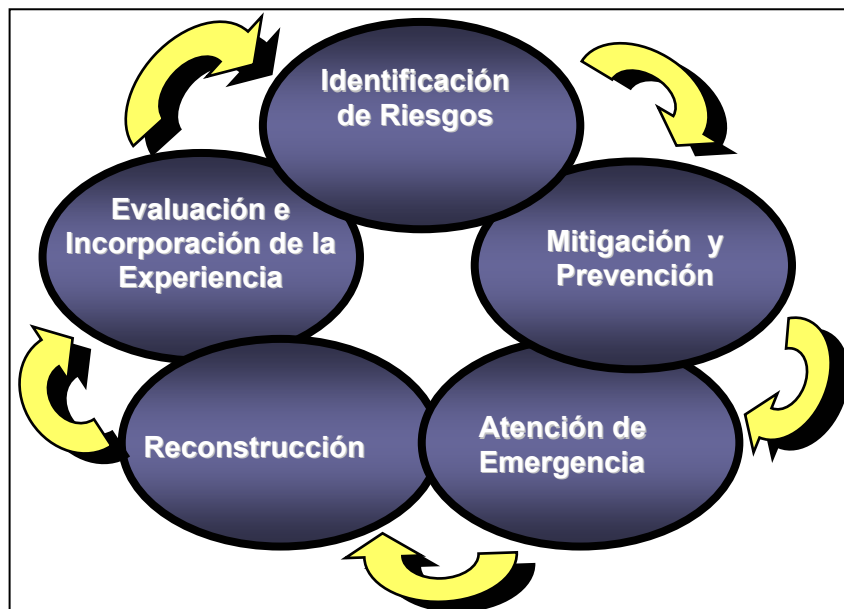 Identificación
de Riesgos
Mitigación y
Prevención
Atención de
Emergencia
Reconstrucción
Evaluación e
Incorporación de la
Experiencia